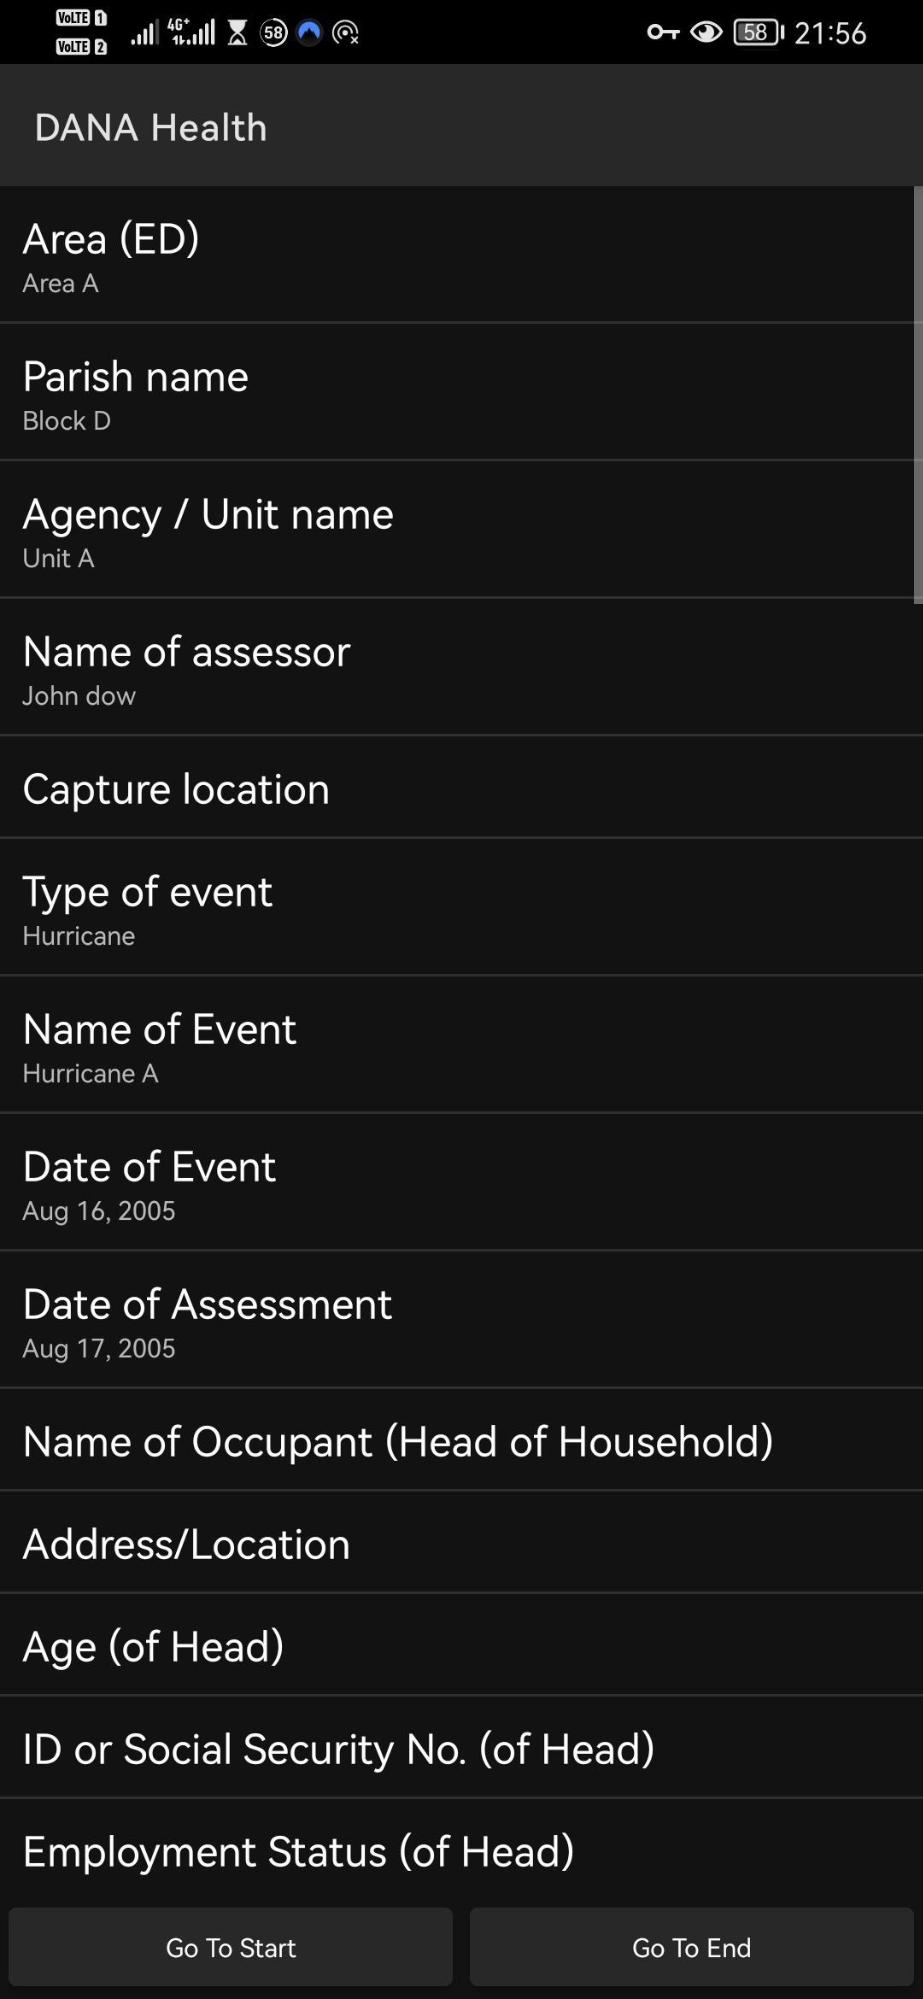 VoLTE 1
VoLTE 2
4G+
58
58
21:56
DANA Health
Area (ED)
Area A
Parish name
Block D
Agency / Unit name
Unit A
Name of assessor
John dow
Capture location
Type of event
Hurricane
Name of Event
Hurricane A
Date of Event
Aug 16, 2005
Date of Assessment
Aug 17, 2005
Name of Occupant (Head of Household)
Address/Location
Age (of Head)
ID or Social Security No. (of Head)
Employment Status (of Head)
Go To Start
Go To End